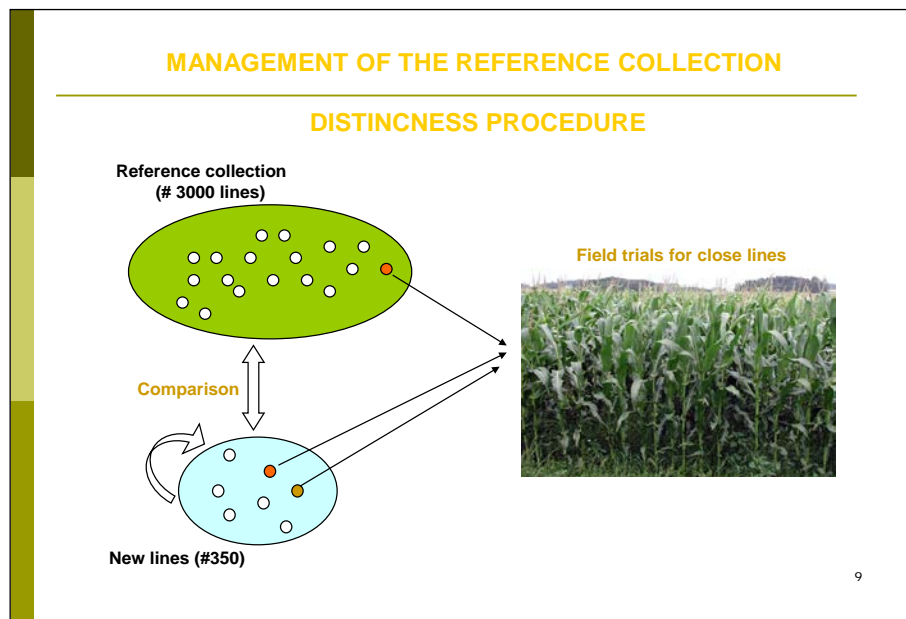 MANAGEMENT OF THE REFERENCE COLLECTION
DISTINCNESS PROCEDURE
Reference collection
(# 3000 lines)
Field trials for close lines
Comparison
New lines (#350)
9